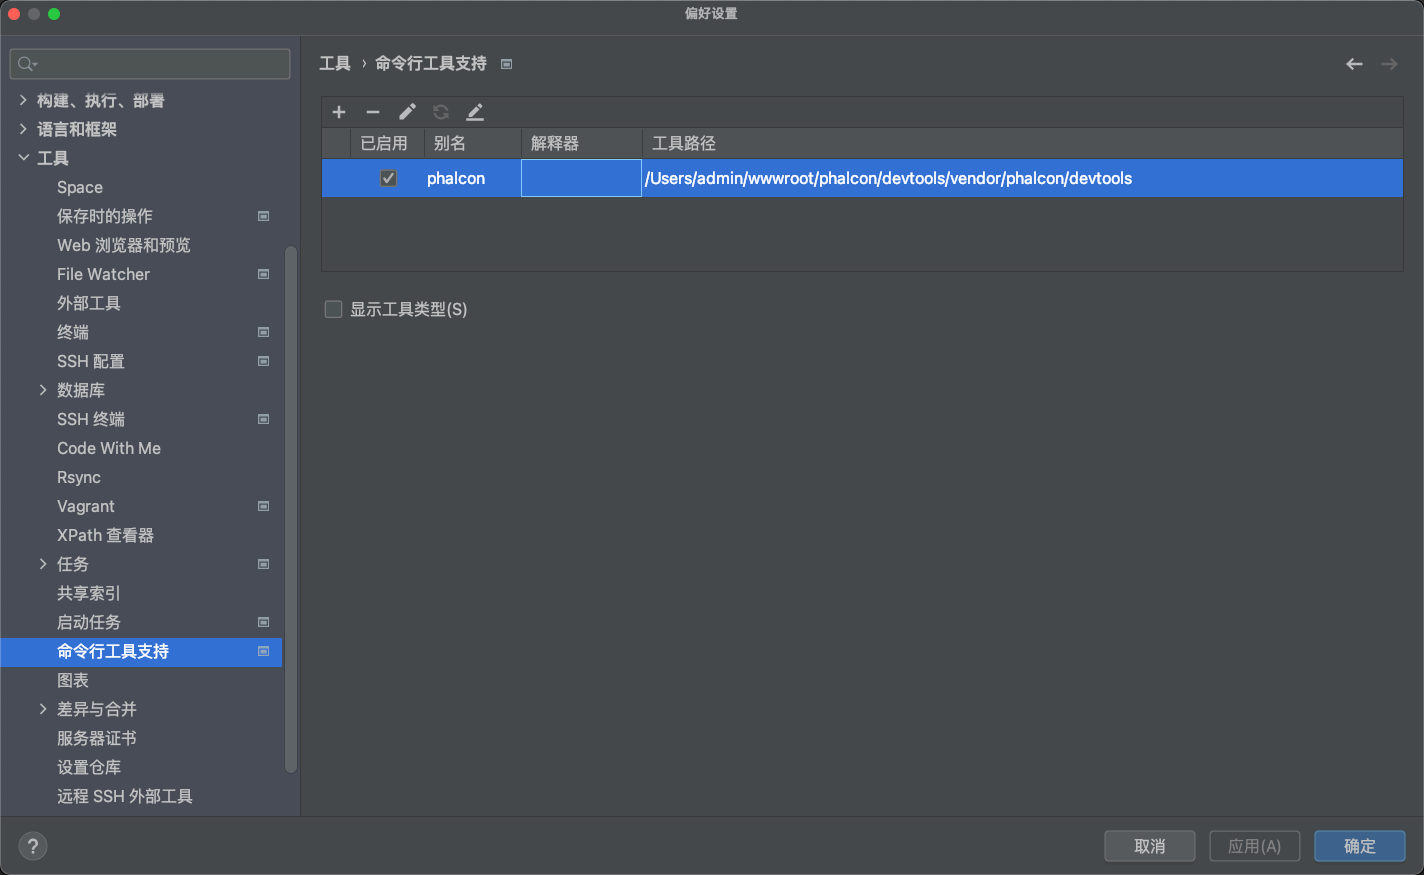 偏好设置
构建、执行、部署
语言和框架
工具
Space
保存时的操作
Web 浏览器和预览
File Watcher
外部工具
终端
SSH 配置
数据库
SSH 终端
Code With Me
Rsync
Vagrant
XPath 查看器
任务
共享索引
启动任务
命令行工具支持
图表
差异与合并
服务器证书
设置仓库
远程 SSH 外部工具
工具 › 命令行工具支持
已启用 别名 解释器 工具路径
phalcon /Users/admin/wwwroot/phalcon/devtools/vendor/phalcon/devtools
显示工具类型(S)
?
取消 应用(A) 确定